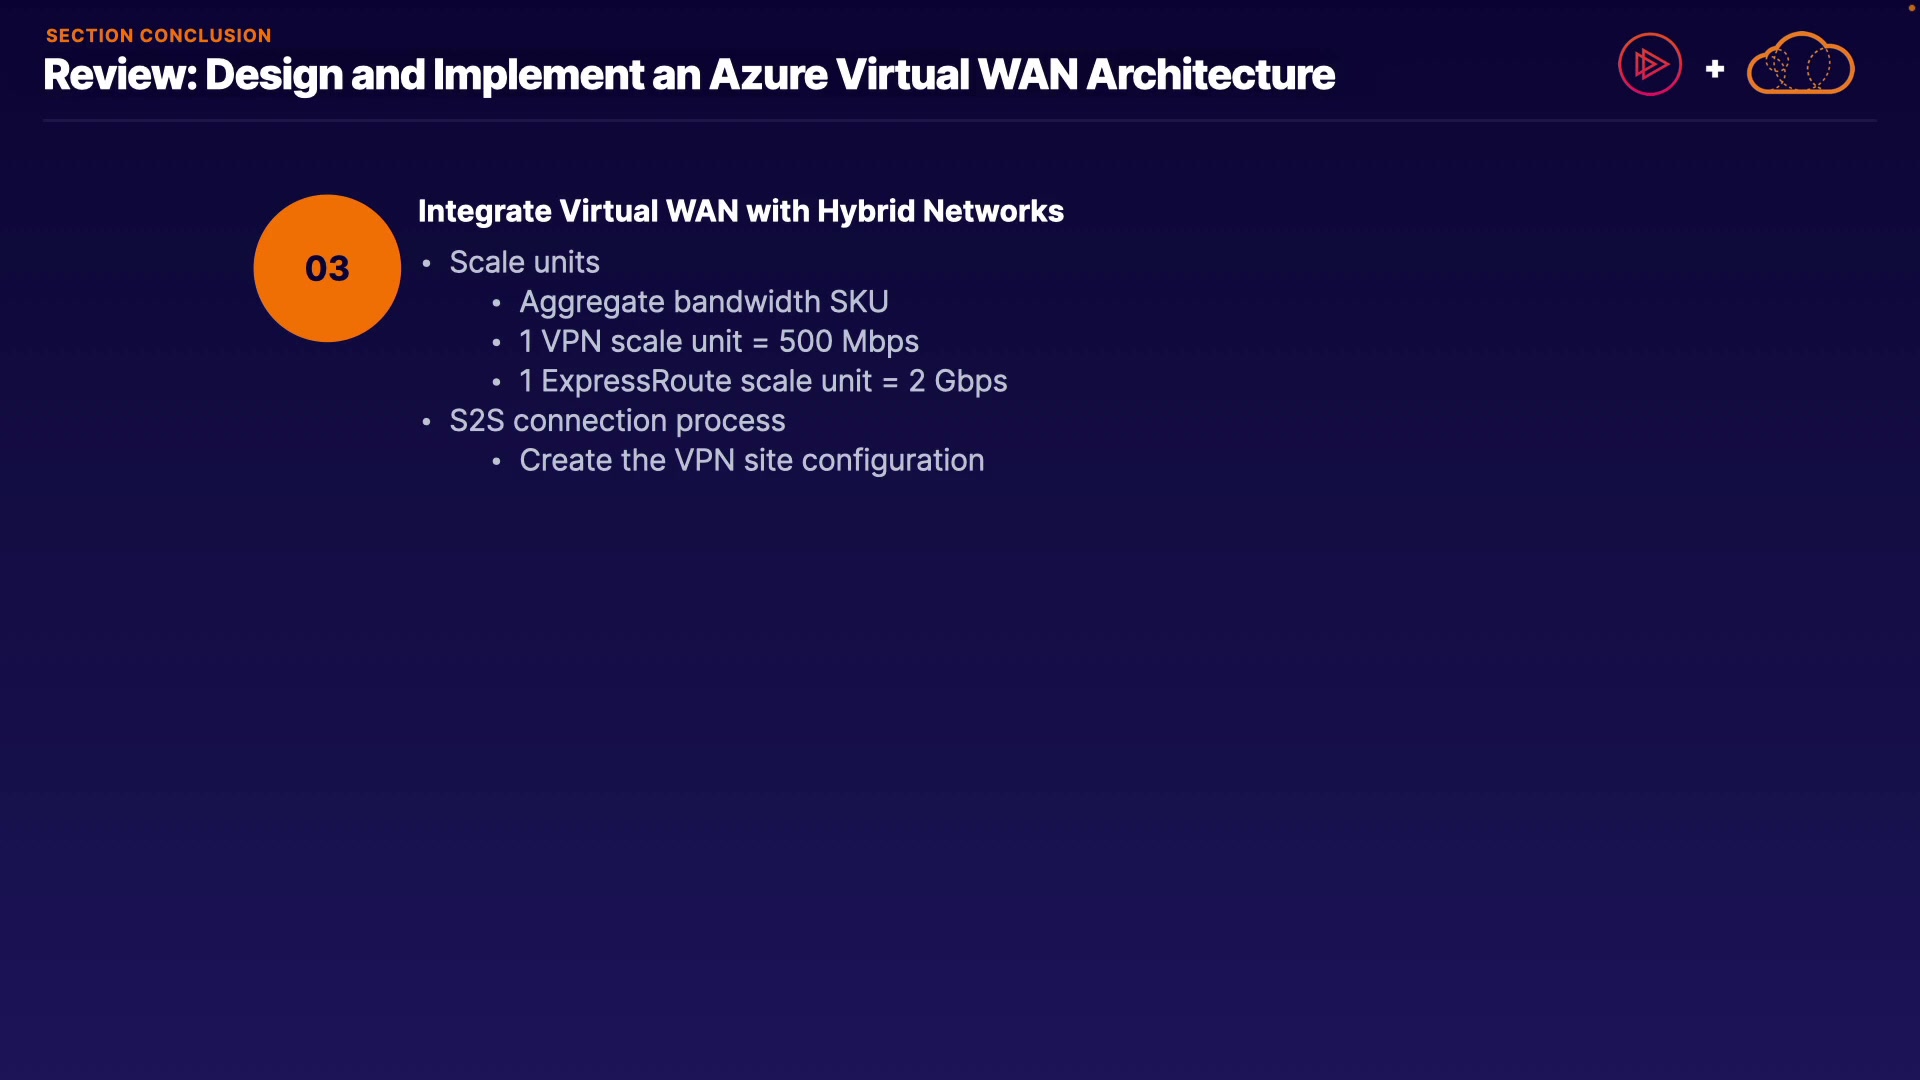 SECTION CONCLUSION
Review: Design and Implement an Azure Virtual WAN Architecture
+
03
Integrate Virtual WAN with Hybrid Networks
• Scale units
• Aggregate bandwidth SKU
• 1 VPN scale unit = 500 Mbps
• 1 ExpressRoute scale unit = 2 Gbps
• S2S connection process
• Create the VPN site configuration